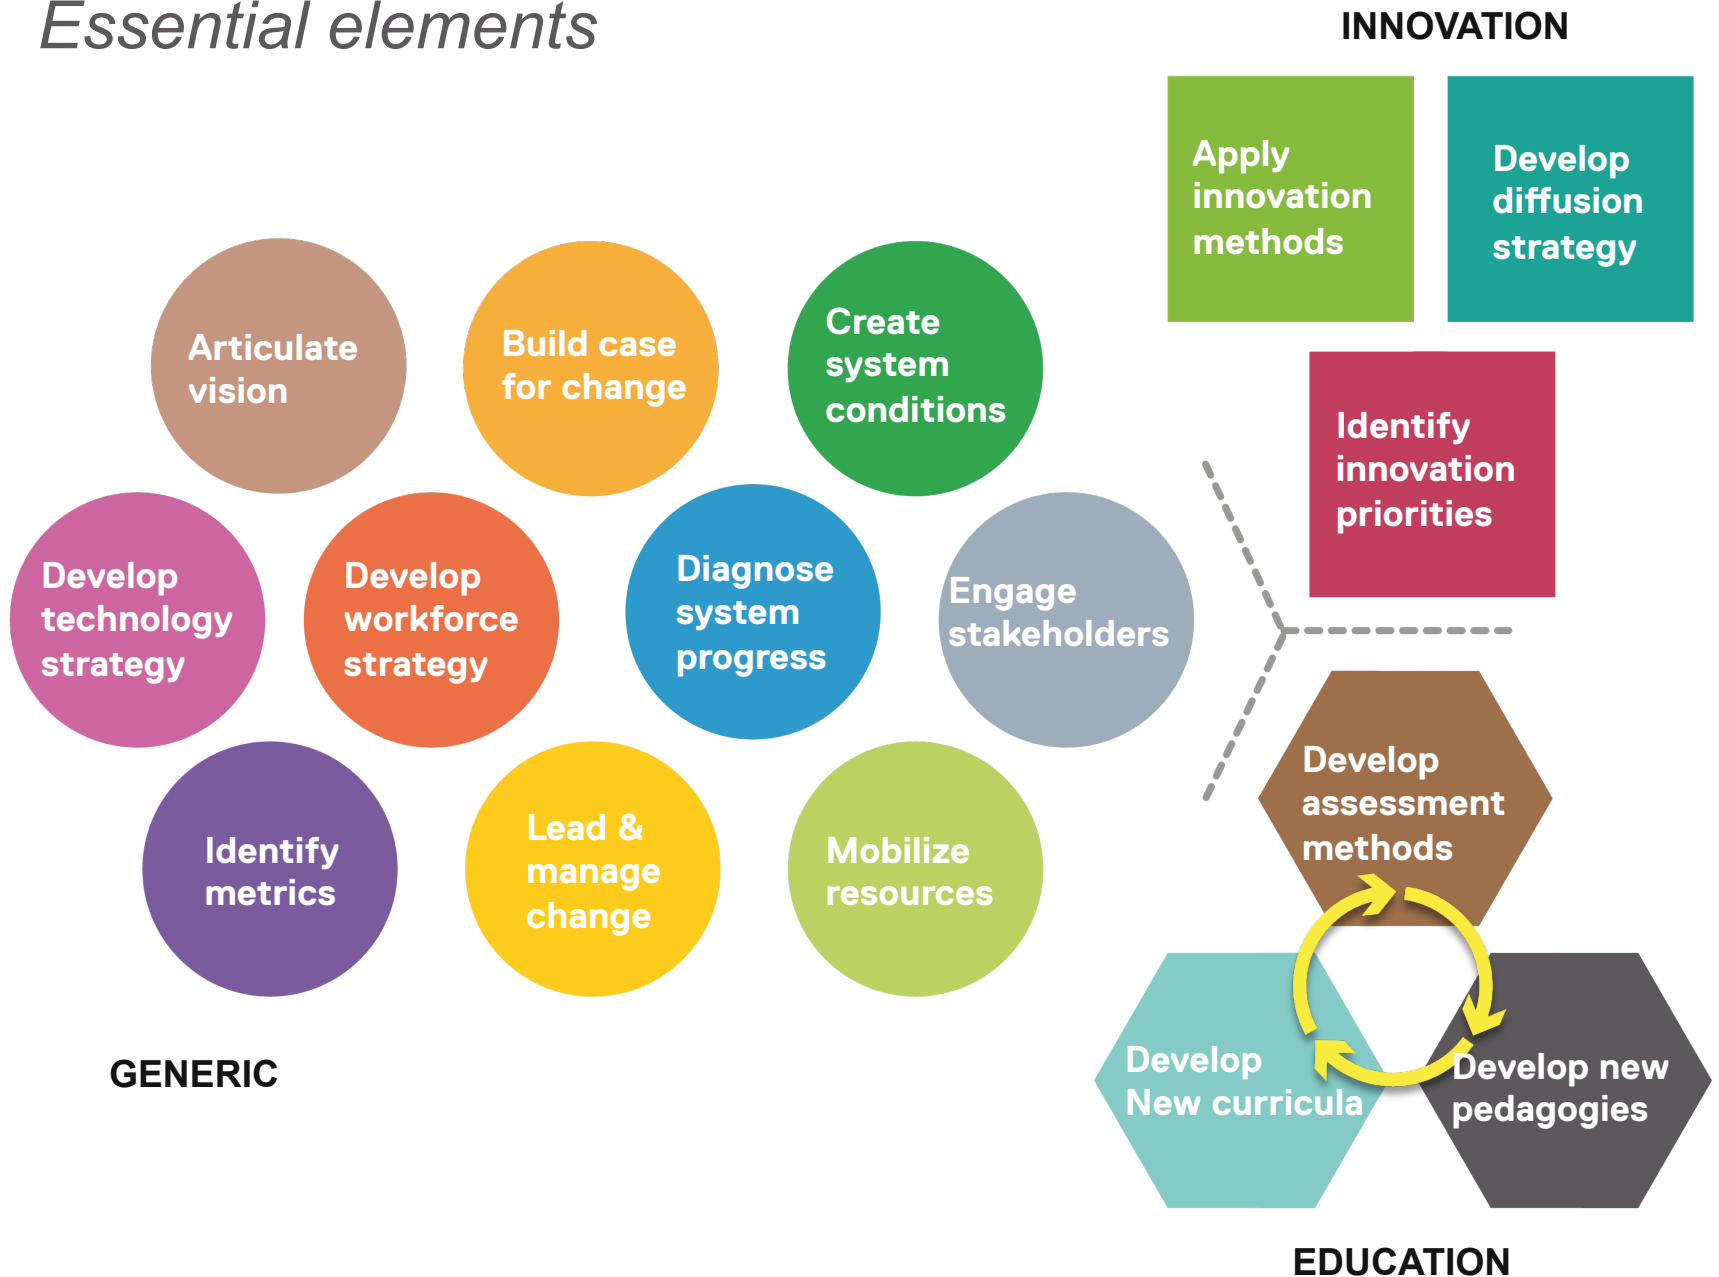 Essential elements
INNOVATION
Apply
innovation
methods
Develop
diffusion
strategy
Identify
innovation
priorities
Articulate
vision
Build case
for change
Create
system
conditions
Develop
technology
strategy
Develop
workforce
strategy
Diagnose
system
progress
Engage
stakeholders
Identify
metrics
Lead &
manage
change
Mobilize
resources
GENERIC
Develop
assessment
methods
Develop
New curricula
Develop new
pedagogies
EDUCATION